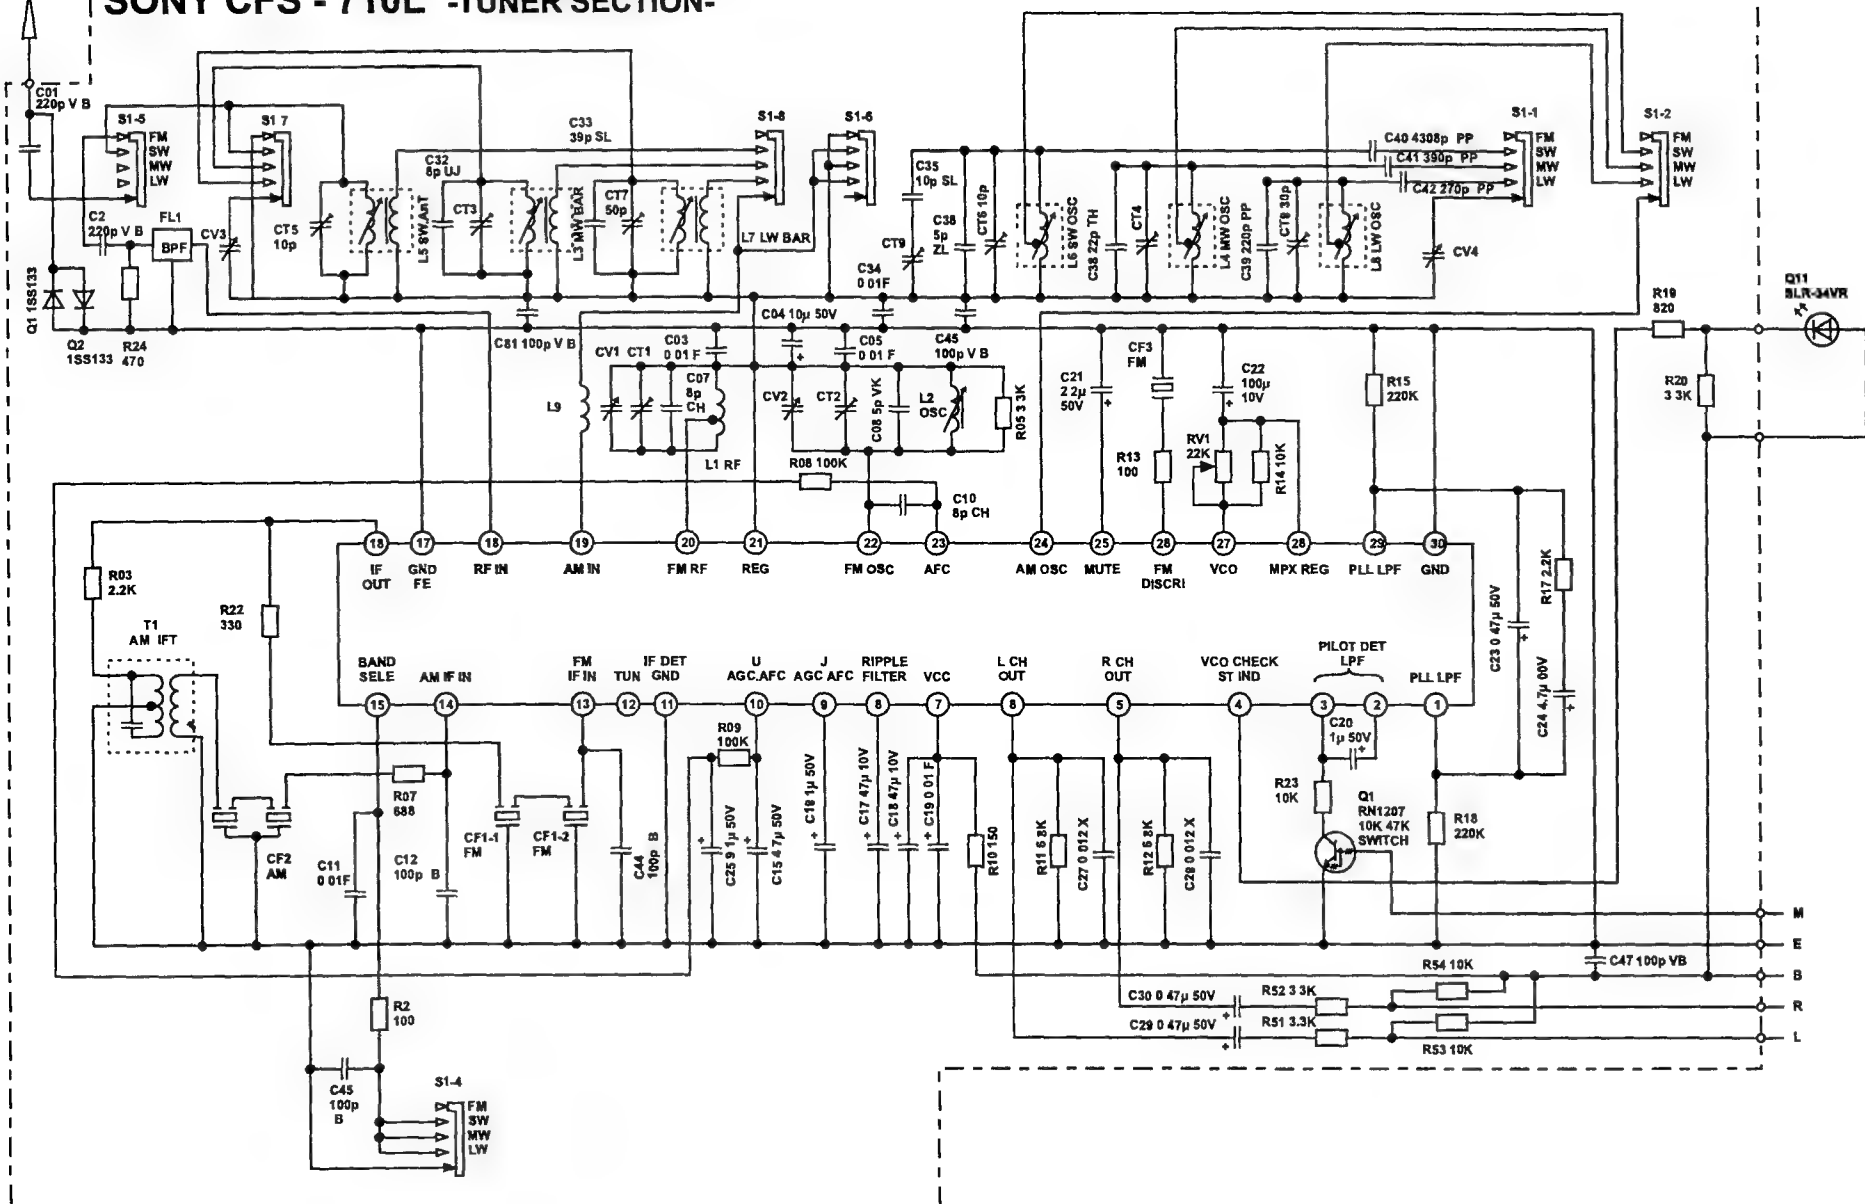 SONY CFS - 710L -TUNER SECTION-
C01
220p V B
S1-5
FM
SW
MW
LW
S1 7
C33
39p SL
C32
8p UJ
S1-8
S1-6
C35
10p SL
C40 4308p PP
C41 390p PP
C42 270p PP
S1-1
FM
SW
MW
LW
S1-2
FM
SW
MW
LW
C2
220p V B
FL1
BPF
CV3
CT5
10p
L5 SW.ANT
CT3
L3 MW BAR
CT7
50p
L7 LW BAR
CT9
C38
5p
ZL
CT6 10p
L6 SW OSC
C38 22p TH
CT4
L4 MW OSC
C39 220p PP
CT8 30p
L8 LW OSC
CV4
Q1 1SS133
Q2
1SS133
R24
470
C34
0 01F
C81 100p V B
C04 10µ 50V
C03
0 01 F
C05
0 01 F
C45
100p V B
CV1
CT1
C07
8p
CH
L9
L1 RF
CV2
CT2
C08 5p VK
L2
OSC
R05 3 3K
C21
2 2µ
50V
CF3
FM
C22
100µ
10V
R15
220K
R19
820
R20
3 3K
Q11
SLR-34VR
R08 100K
C10
8p CH
R13
100
RV1
22K
R14 10K
18
17
18
19
20
21
22
23
24
25
26
27
28
29
30
IF
OUT
GND
FE
RF IN
AM IN
FM RF
REG
FM OSC
AFC
AM OSC
MUTE
FM
DISCRI
VCO
MPX REG
PLL LPF
GND
R03
2.2K
R22
330
T1
AM IFT
C23 0 47µ 50V
R17 2.2K
C24 4.7µ 00V
BAND
SELE
AM IF IN
FM
IF IN
TUN
IF DET
GND
U
AGC.AFC
J
AGC AFC
RIPPLE
FILTER
VCC
L CH
OUT
R CH
OUT
VCO CHECK
ST IND
PILOT DET
LPF
PLL LPF
15
14
13
12
11
10
9
8
7
8
5
4
3
2
1
R09
100K
C20
1µ 50V
R07
688
CF2
AM
C11
0 01F
C12
100p B
CF1-1
FM
CF1-2
FM
C44
100p B
C25 9 1µ 50V
C15 4 7µ 50V
C18 1µ 50V
C17 47µ 10V
C18 47µ 10V
C19 0 01 F
R10 150
R11 6 8K
C27 0 012 X
R12 6 8K
C28 0 012 X
R23
10K
Q1
RN1207
10K 47K
SWITCH
R18
220K
M
E
B
R
L
C47 100p VB
R54 10K
C30 0 47µ 50V
R52 3 3K
C29 0 47µ 50V
R51 3.3K
R53 10K
R2
100
C45
100p
B
S1-4
FM
SW
MW
LW